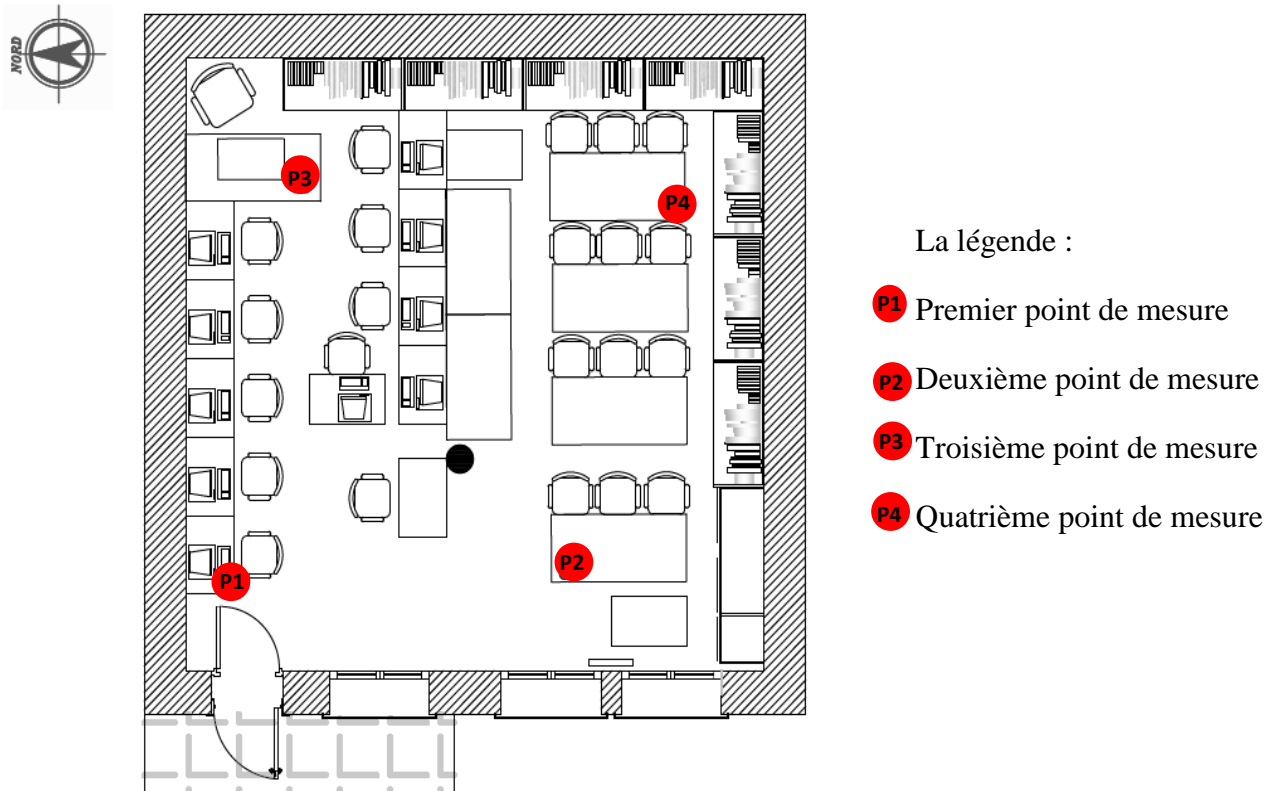 NORD
P3
P4
P1
P2
La légende :
P1 Premier point de mesure
P2 Deuxième point de mesure
P3 Troisième point de mesure
P4 Quatrième point de mesure